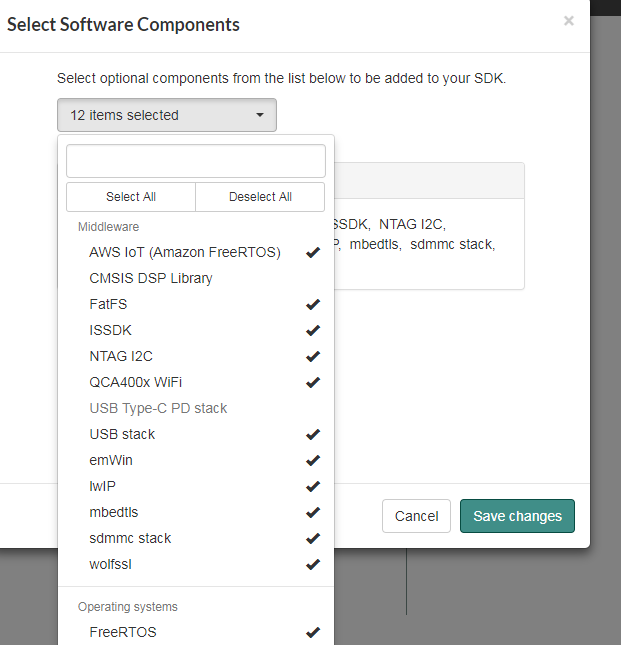 Select Software Components
×
Select optional components from the list below to be added to your SDK.
12 items selected
Select All Deselect All
Middleware
AWS IoT (Amazon FreeRTOS)
CMSIS DSP Library
FatFS
ISSDK
NTAG I2C
QCA400x WiFi
USB Type-C PD stack
USB stack
emWin
lwIP
mbedtls
sdmmc stack
wolfssl
Operating systems
FreeRTOS
NTAG I2C,
mbedtls, sdmmc stack,
Cancel Save changes